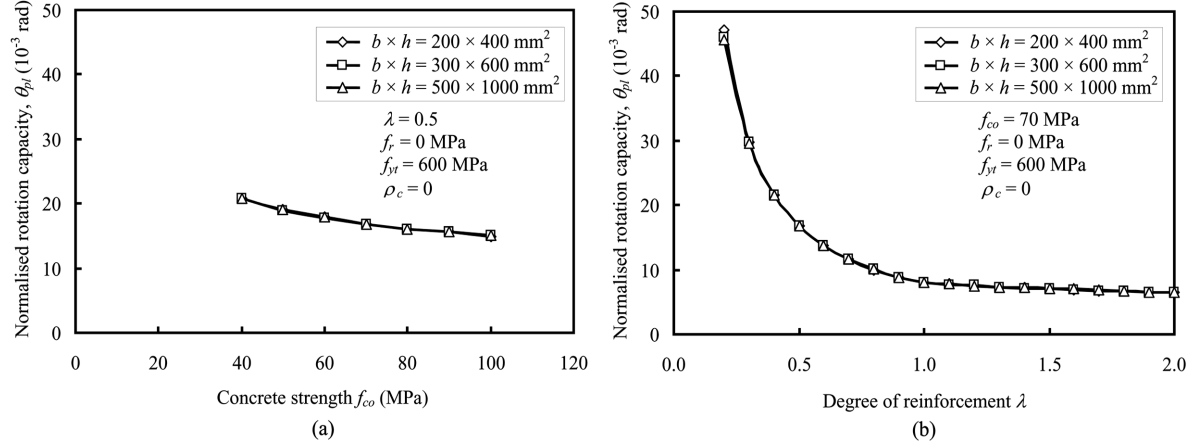 Normalised rotation capacity, θpl (10⁻³ rad)
50
40
30
20
10
0
b × h = 200 × 400 mm²
b × h = 300 × 600 mm²
b × h = 500 × 1000 mm²
λ = 0.5
fr = 0 MPa
fyt = 600 MPa
ρc = 0
0 20 40 60 80 100 120
Concrete strength fco (MPa)
(a)
Normalised rotation capacity, θpl (10⁻³ rad)
50
40
30
20
10
0
b × h = 200 × 400 mm²
b × h = 300 × 600 mm²
b × h = 500 × 1000 mm²
fco = 70 MPa
fr = 0 MPa
fyt = 600 MPa
ρc = 0
0.0 0.5 1.0 1.5 2.0
Degree of reinforcement λ
(b)